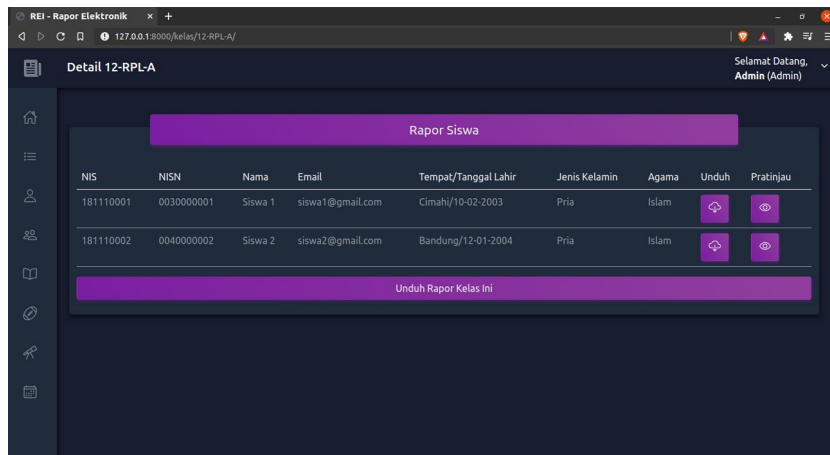 REI - Rapor Elektronik
127.0.0.1:8000/kelas/12-RPL-A/
Detail 12-RPL-A
Selamat Datang,
Admin (Admin)
Rapor Siswa
NIS NISN Nama Email Tempat/Tanggal Lahir Jenis Kelamin Agama Unduh Pratinjau
181110001 0030000001 Siswa 1 siswa1@gmail.com Cimahi/10-02-2003 Pria Islam
181110002 0040000002 Siswa 2 siswa2@gmail.com Bandung/12-01-2004 Pria Islam
Unduh Rapor Kelas Ini